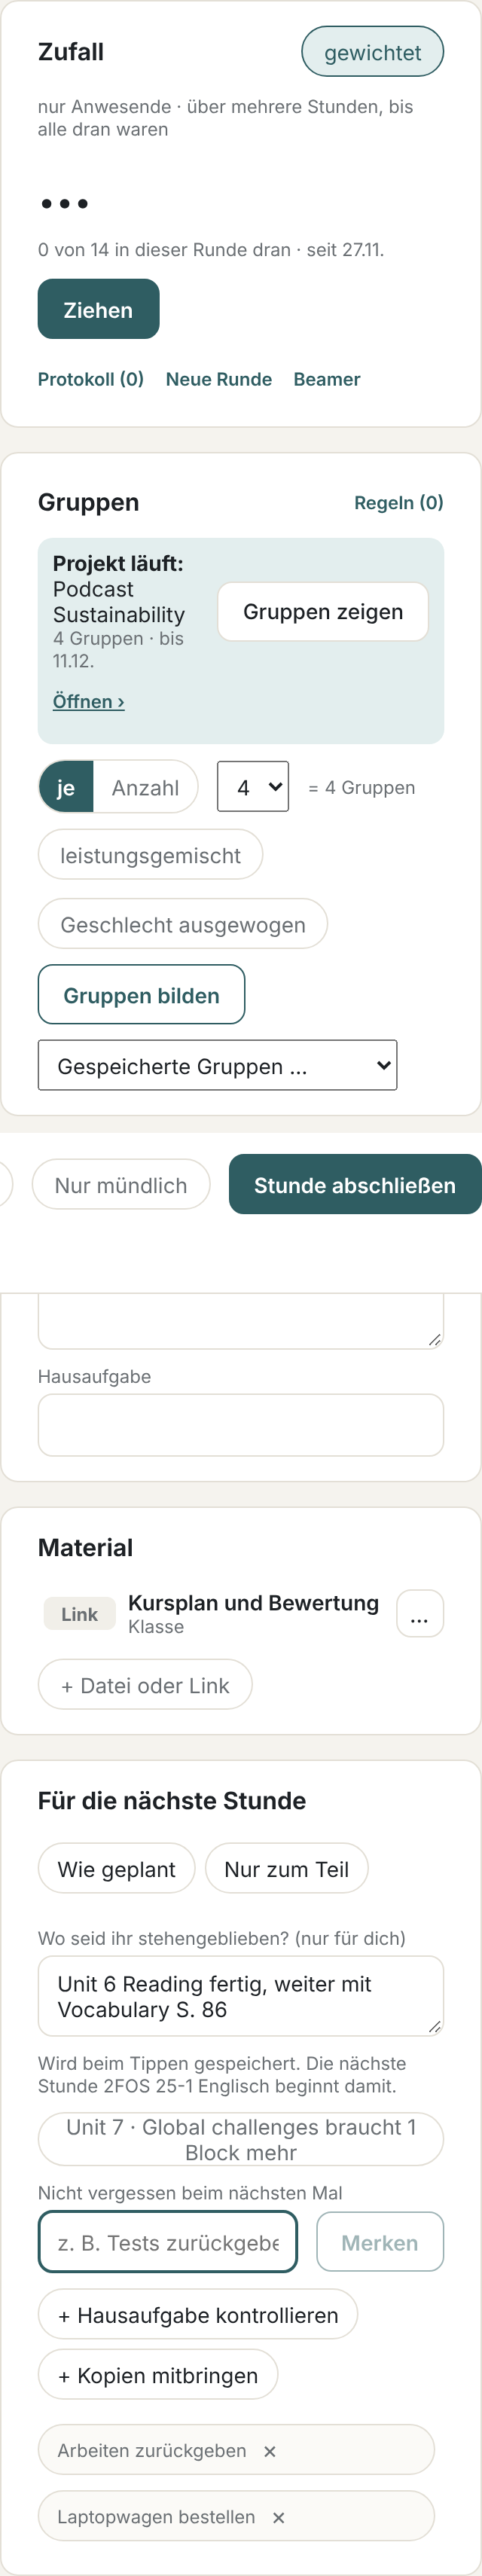 Zufall
gewichtet
nur Anwesende · über mehrere Stunden, bis
alle dran waren
•••
0 von 14 in dieser Runde dran · seit 27.11.
Ziehen
Protokoll (0) Neue Runde Beamer
Gruppen
Regeln (0)
Projekt läuft:
Podcast
Sustainability
4 Gruppen · bis
11.12.
Öffnen ›
Gruppen zeigen
je Anzahl 4 = 4 Gruppen
leistungsgemischt
Geschlecht ausgewogen
Gruppen bilden
Gespeicherte Gruppen ...
Nur mündlich
Stunde abschließen
Hausaufgabe
Material
Link
Kursplan und Bewertung
Klasse
...
+ Datei oder Link
Für die nächste Stunde
Wie geplant
Nur zum Teil
Wo seid ihr stehengeblieben? (nur für dich)
Unit 6 Reading fertig, weiter mit
Vocabulary S. 86
Wird beim Tippen gespeichert. Die nächste
Stunde 2FOS 25-1 Englisch beginnt damit.
Unit 7 · Global challenges braucht 1
Block mehr
Nicht vergessen beim nächsten Mal
z. B. Tests zurückgebe
Merken
+ Hausaufgabe kontrollieren
+ Kopien mitbringen
Arbeiten zurückgeben ×
Laptopwagen bestellen ×